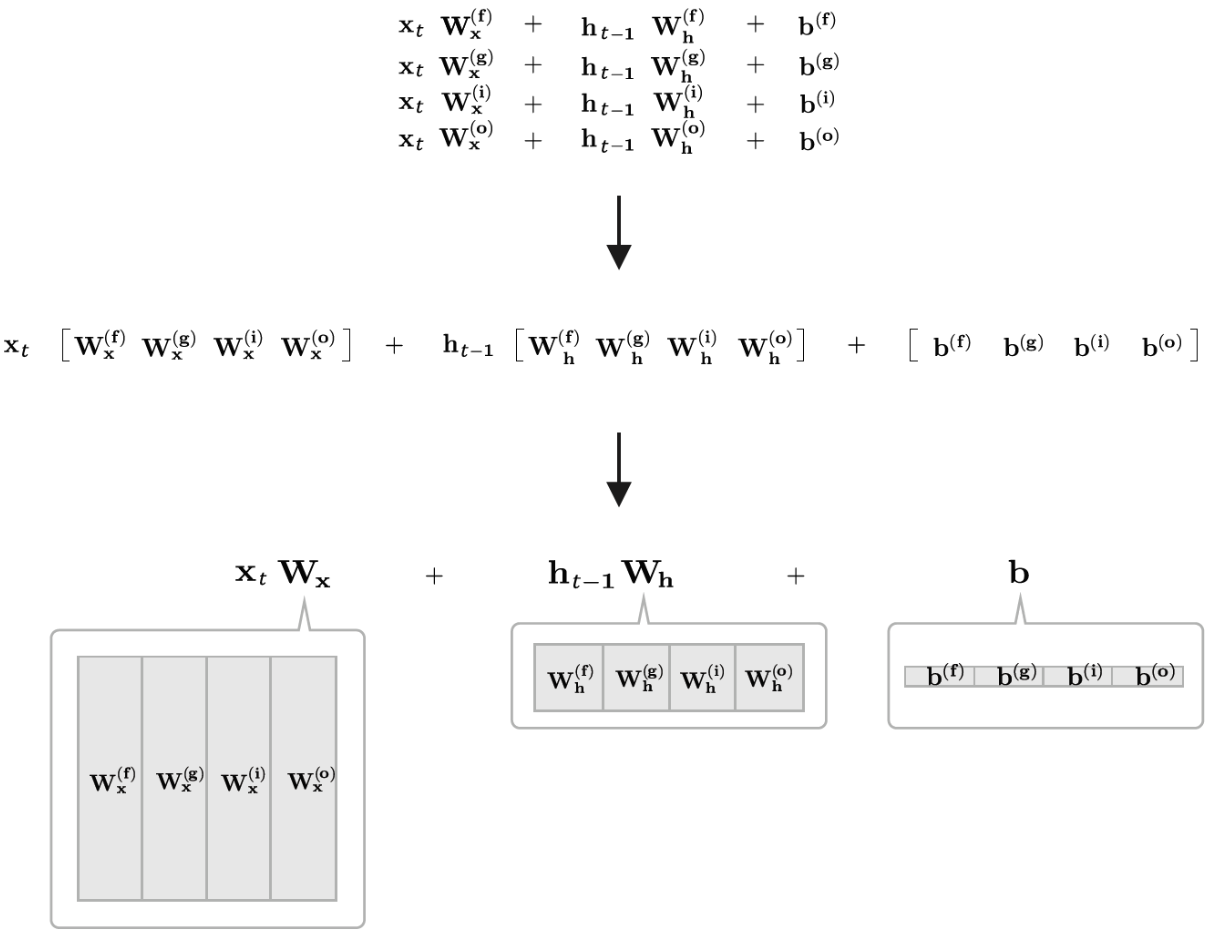 x_t W_x^(f) + h_{t−1} W_h^(f) + b^(f)
x_t W_x^(g) + h_{t−1} W_h^(g) + b^(g)
x_t W_x^(i) + h_{t−1} W_h^(i) + b^(i)
x_t W_x^(o) + h_{t−1} W_h^(o) + b^(o)
x_t [ W_x^(f) W_x^(g) W_x^(i) W_x^(o) ] + h_{t−1} [ W_h^(f) W_h^(g) W_h^(i) W_h^(o) ] + [ b^(f) b^(g) b^(i) b^(o) ]
x_t W_x + h_{t−1} W_h + b
W_x^(f) W_x^(g) W_x^(i) W_x^(o)
W_h^(f) W_h^(g) W_h^(i) W_h^(o)
b^(f) b^(g) b^(i) b^(o)